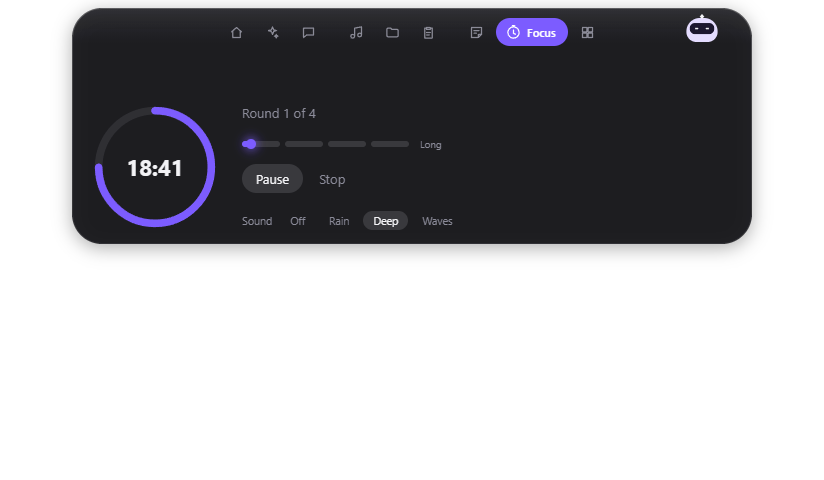 Focus
Round 1 of 4
Long
18:41
Pause Stop
Sound Off Rain Deep Waves